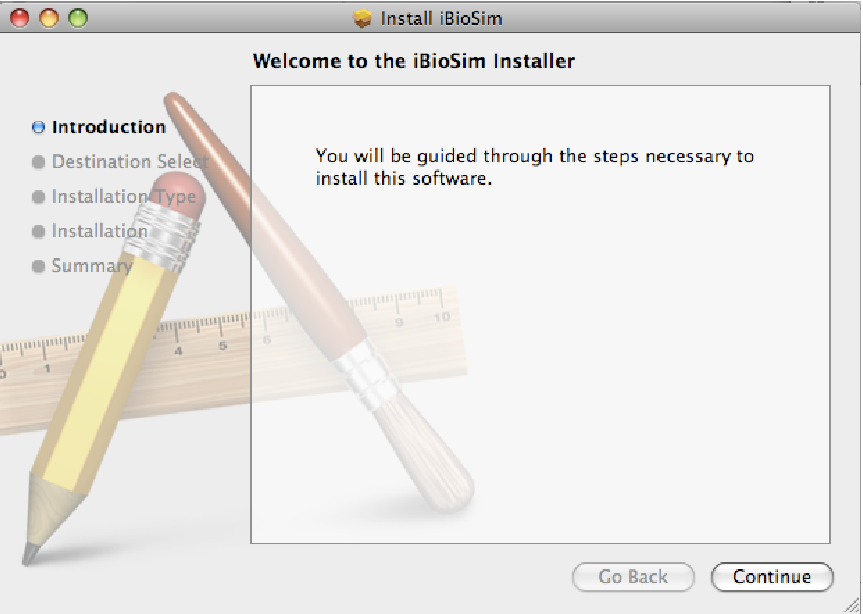 Install iBioSim
Welcome to the iBioSim Installer
Introduction
Destination Select
Installation Type
Installation
Summary
You will be guided through the steps necessary to
install this software.
0 1 4 5 6 9 10
Go Back
Continue